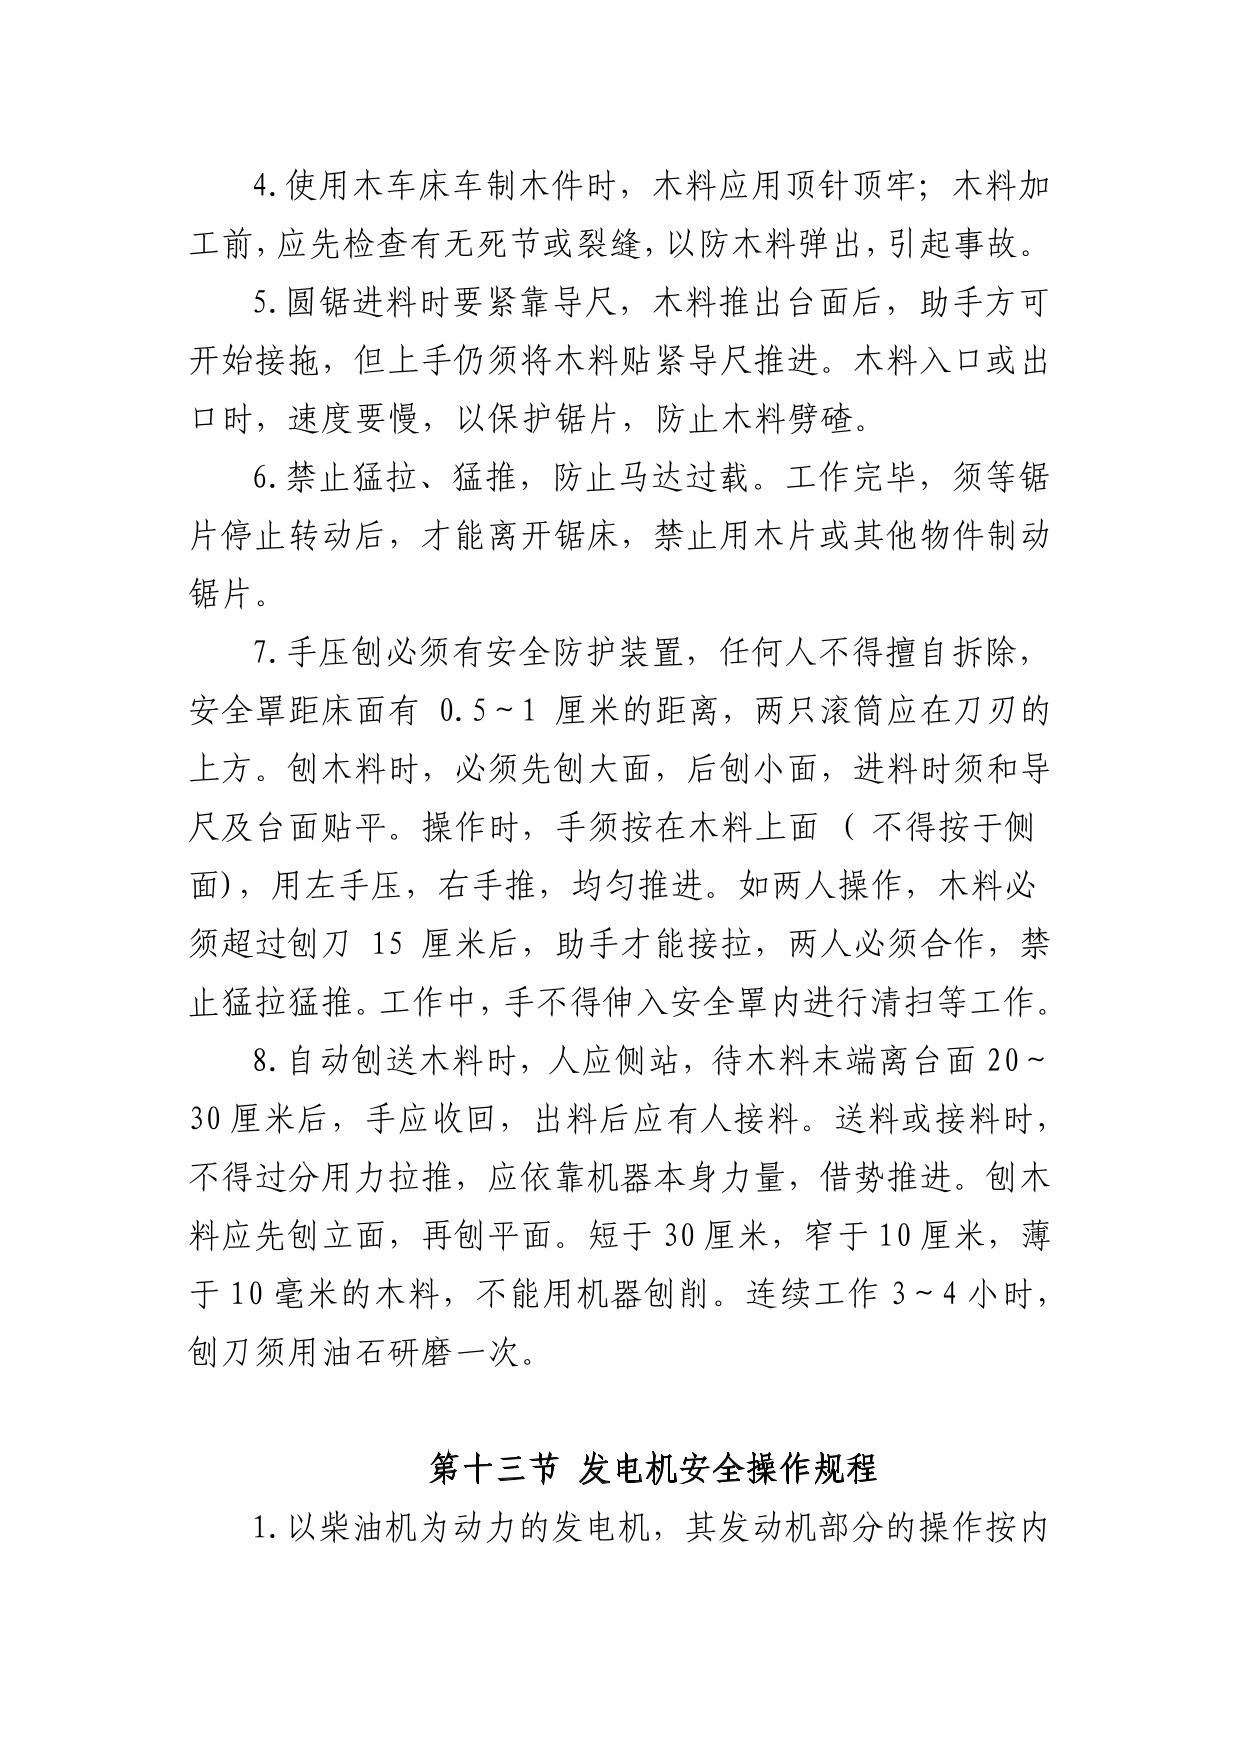 4.使用木车床车制木件时，木料应用顶针顶牢；木料加
工前，应先检查有无死节或裂缝，以防木料弹出，引起事故。
5.圆锯进料时要紧靠导尺，木料推出台面后，助手方可
开始接拖，但上手仍须将木料贴紧导尺推进。木料入口或出
口时，速度要慢，以保护锯片，防止木料劈碴。
6.禁止猛拉、猛推，防止马达过载。工作完毕，须等锯
片停止转动后，才能离开锯床，禁止用木片或其他物件制动
锯片。
7.手压刨必须有安全防护装置，任何人不得擅自拆除，
安全罩距床面有 0.5～1 厘米的距离，两只滚筒应在刀刃的
上方。刨木料时，必须先刨大面，后刨小面，进料时须和导
尺及台面贴平。操作时，手须按在木料上面 ( 不得按于侧
面)，用左手压，右手推，均匀推进。如两人操作，木料必
须超过刨刀 15 厘米后，助手才能接拉，两人必须合作，禁
止猛拉猛推。工作中，手不得伸入安全罩内进行清扫等工作。
8.自动刨送木料时，人应侧站，待木料末端离台面20～
30厘米后，手应收回，出料后应有人接料。送料或接料时，
不得过分用力拉推，应依靠机器本身力量，借势推进。刨木
料应先刨立面，再刨平面。短于30厘米，窄于10厘米，薄
于10毫米的木料，不能用机器刨削。连续工作3～4小时，
刨刀须用油石研磨一次。
第十三节 发电机安全操作规程
1.以柴油机为动力的发电机，其发动机部分的操作按内